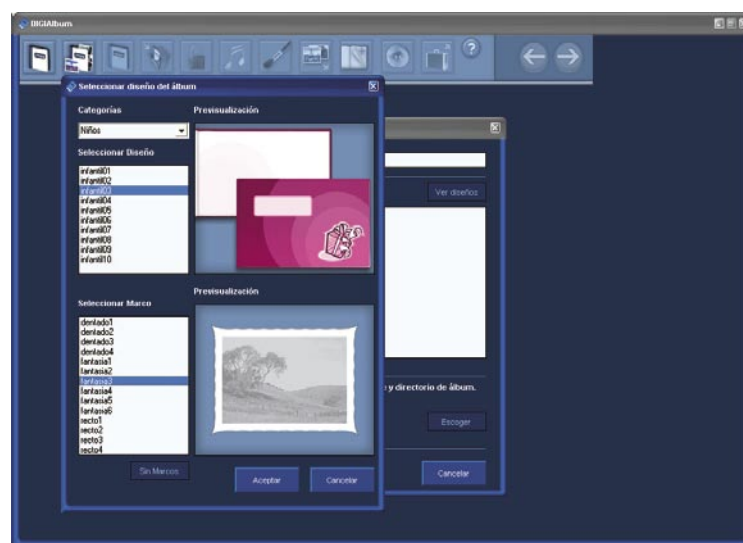 DIGIAlbum
Seleccionar diseño del álbum
Categorías
Previsualización
Niños
Seleccionar Diseño
infantil01
infantil02
infantil03
infantil04
infantil05
infantil06
infantil07
infantil08
infantil09
infantil10
Ver diseños
Seleccionar Marco
Previsualización
dentado1
dentado2
dentado3
dentado4
fantasia1
fantasia2
fantasia3
fantasia4
fantasia5
fantasia6
recto1
recto2
recto3
recto4
y directorio de álbum.
Escoger
Sin Marcos
Aceptar
Cancelar
Cancelar